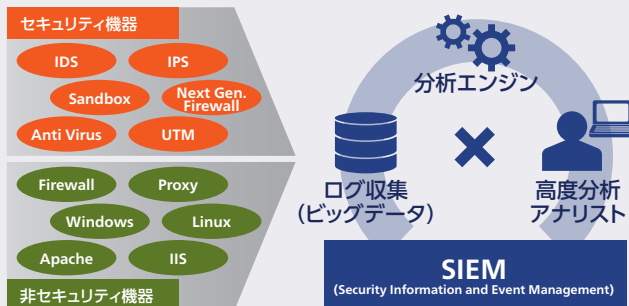 セキュリティ機器
IDS
IPS
Sandbox
Next Gen.
Firewall
Anti Virus
UTM
Firewall
Proxy
Windows
Linux
Apache
IIS
非セキュリティ機器
分析エンジン
ログ収集
(ビッグデータ)
高度分析
アナリスト
SIEM
(Security Information and Event Management)